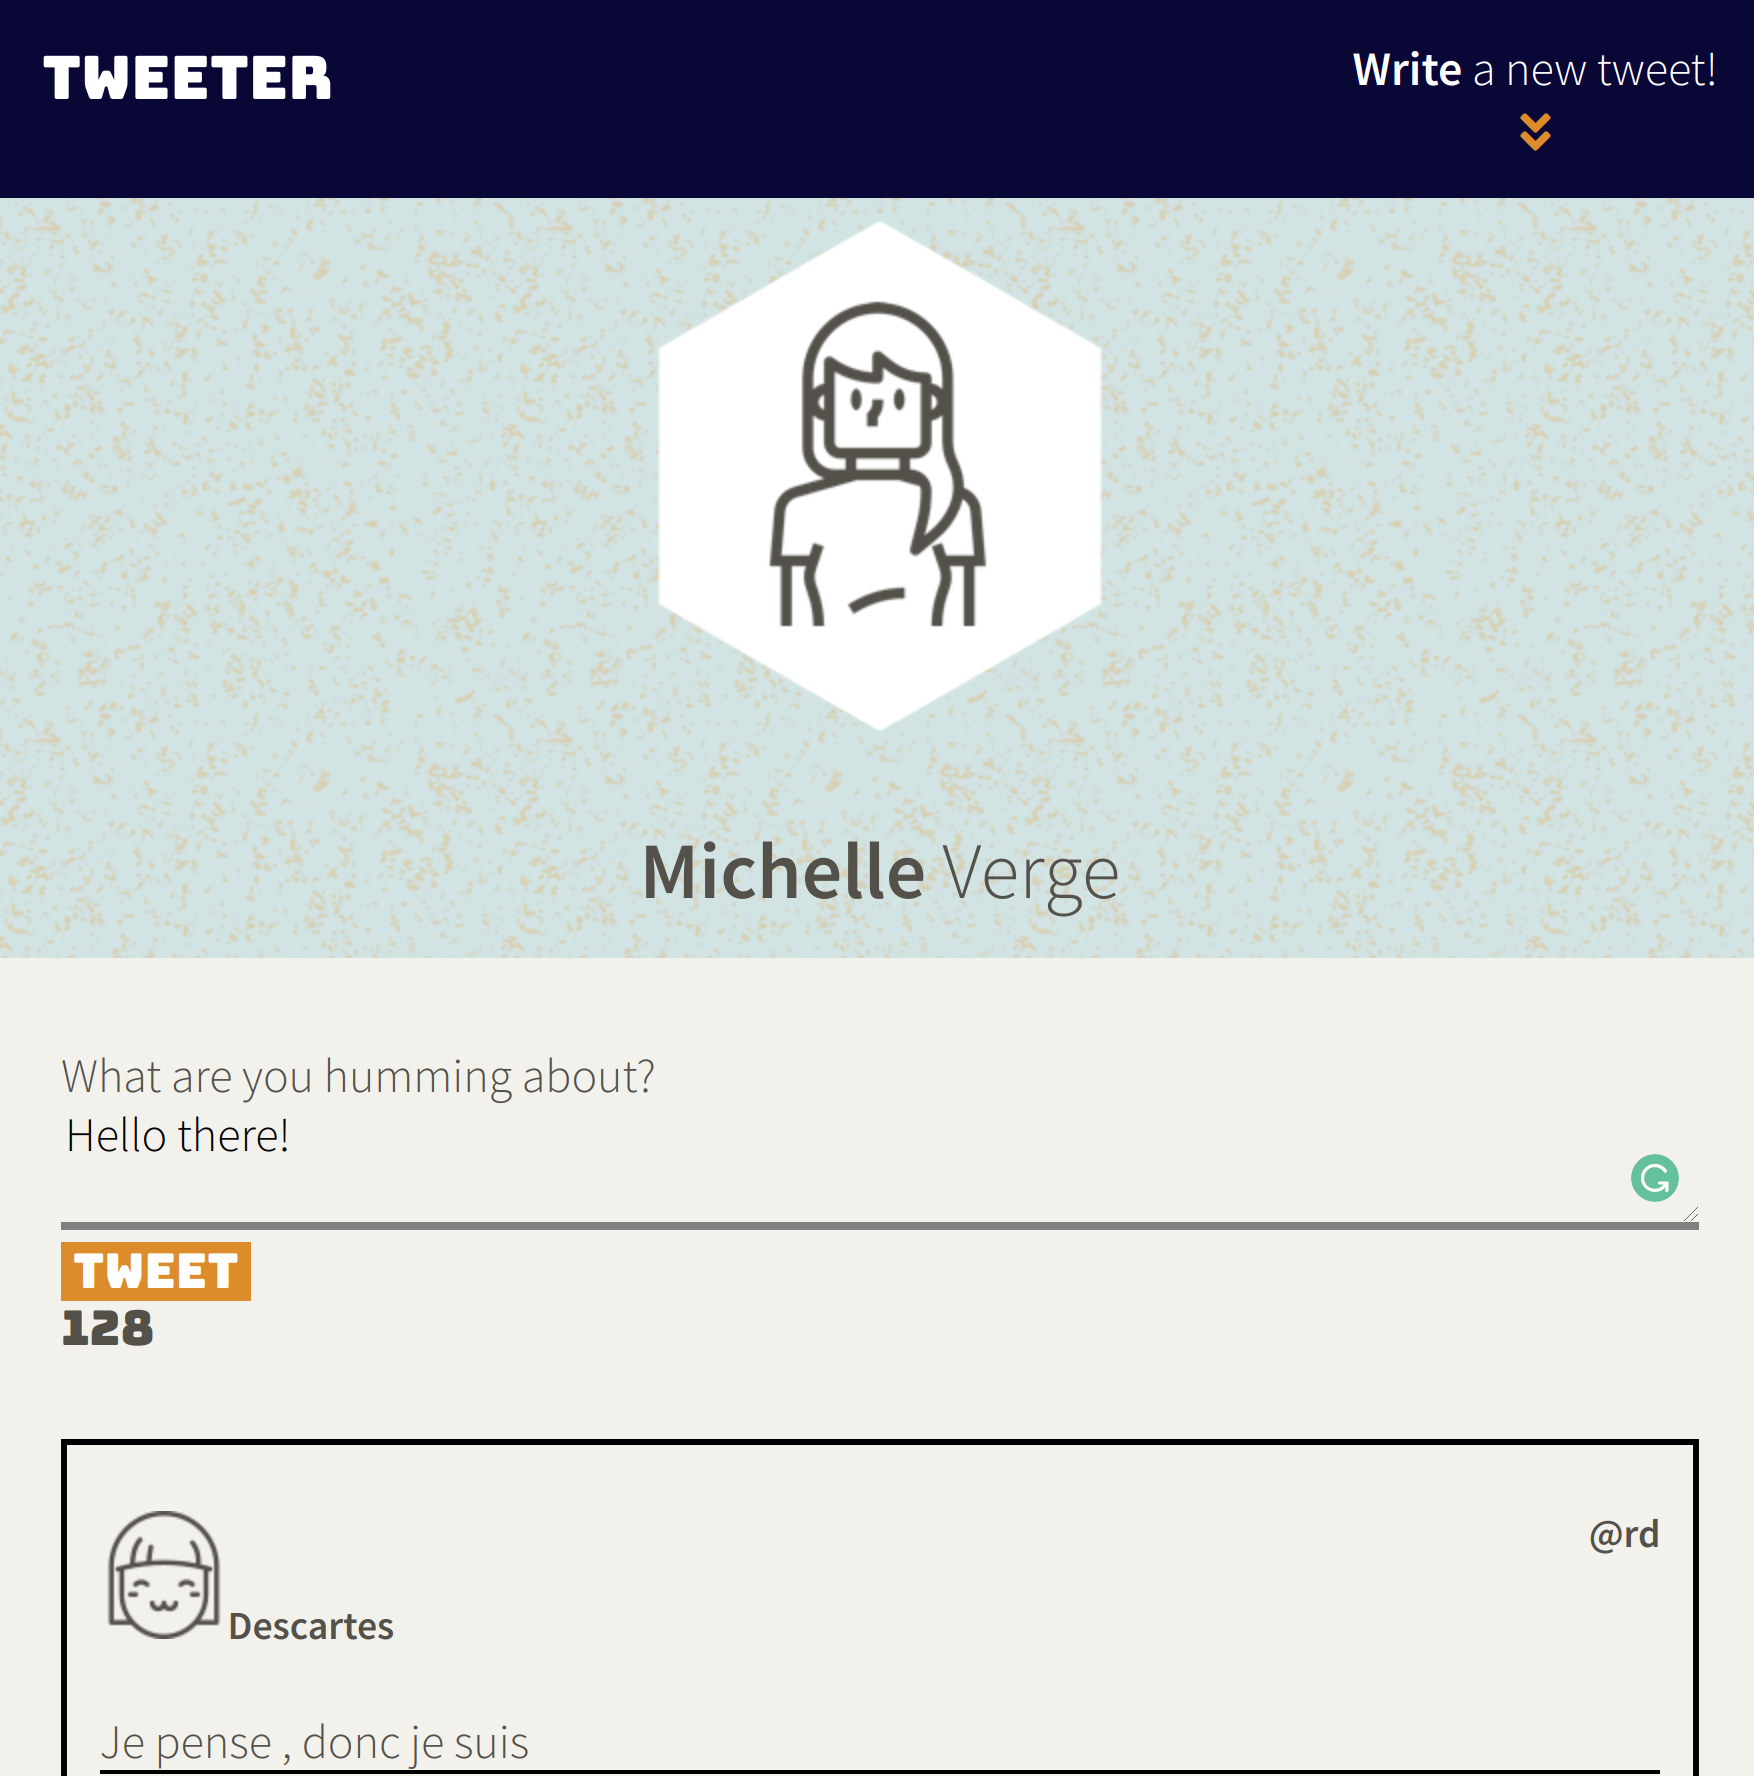 TWEETER
Write a new tweet!
Michelle Verge
What are you humming about?
Hello there!
TWEET
128
@rd
Descartes
Je pense , donc je suis